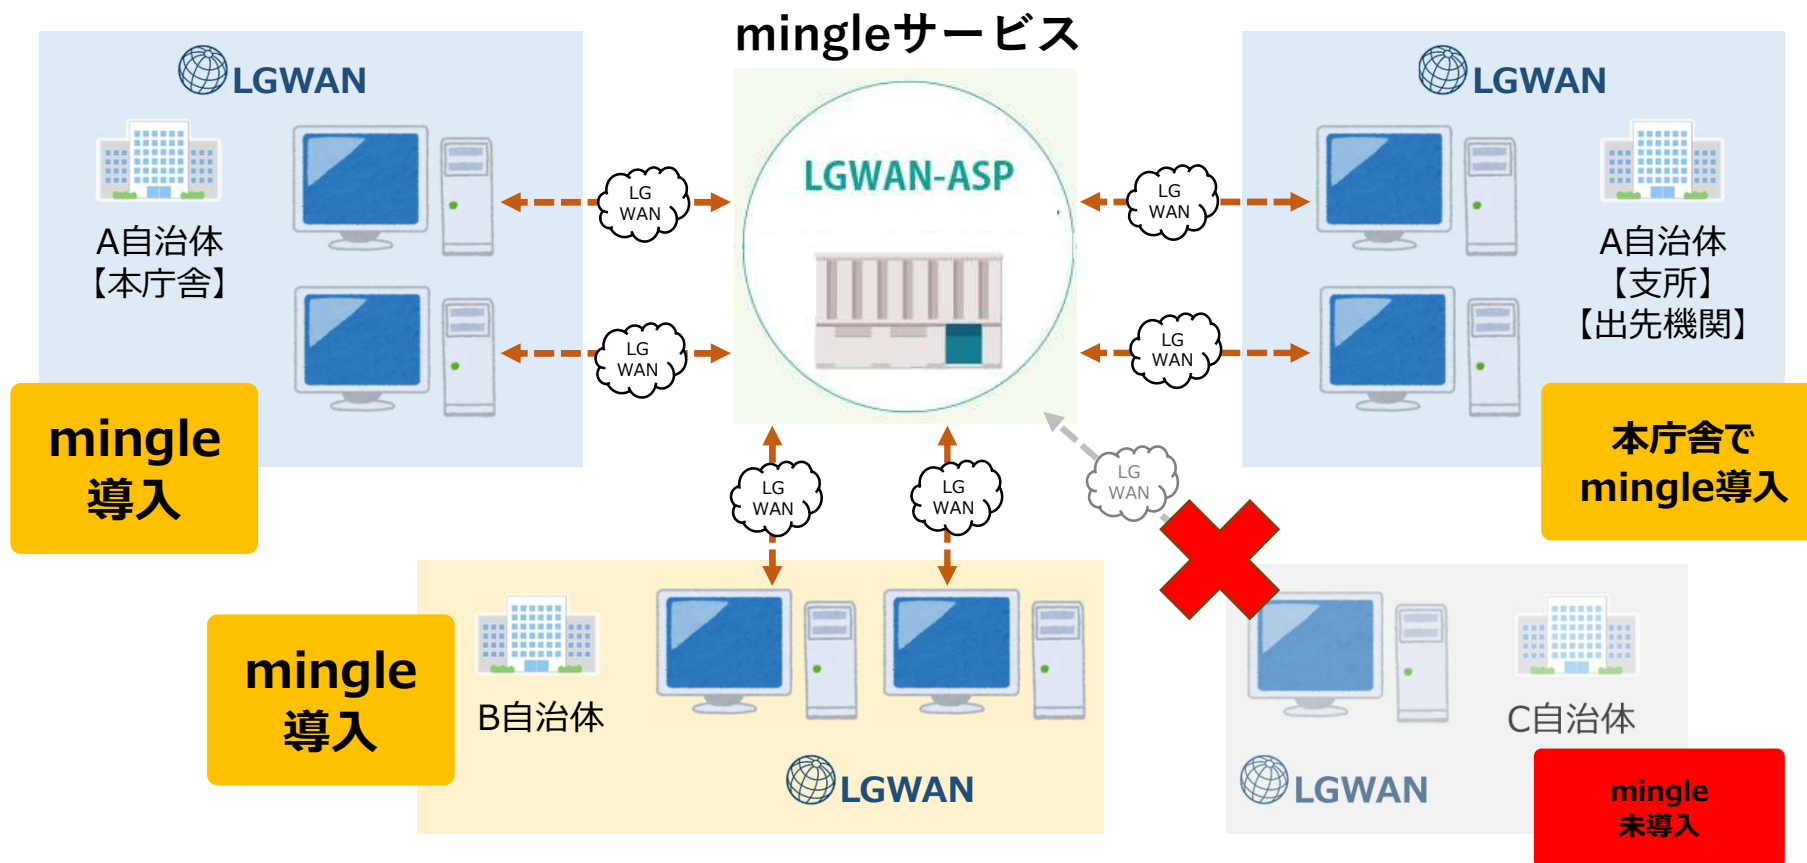 mingleサービス
LGWAN
A自治体
【本庁舎】
LG
WAN
LG
WAN
mingle
導入
LGWAN-ASP
LG
WAN
LG
WAN
LGWAN
A自治体
【支所】
【出先機関】
本庁舎で
mingle導入
LG
WAN
LG
WAN
LG
WAN
mingle
導入
B自治体
LGWAN
C自治体
LGWAN
mingle
未導入